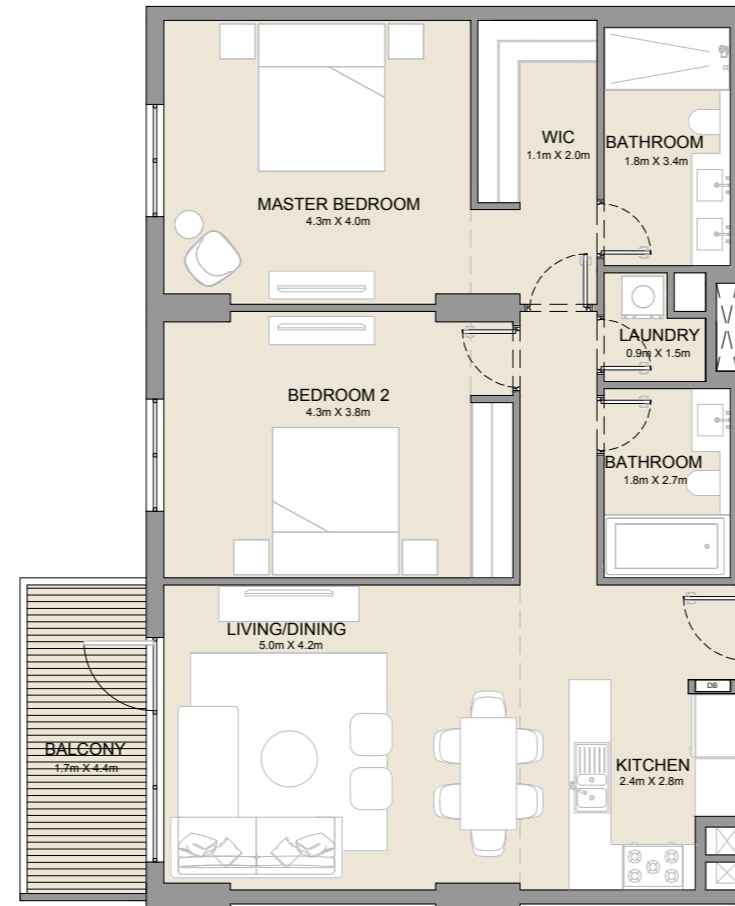 WIC
1.1m X 2.0m
BATHROOM
1.8m X 3.4m
MASTER BEDROOM
4.3m X 4.0m
LAUNDRY
0.9m X 1.5m
BEDROOM 2
4.3m X 3.8m
BATHROOM
1.8m X 2.7m
LIVING/DINING
5.0m X 4.2m
DB
BALCONY
1.7m X 4.4m
KITCHEN
2.4m X 2.8m